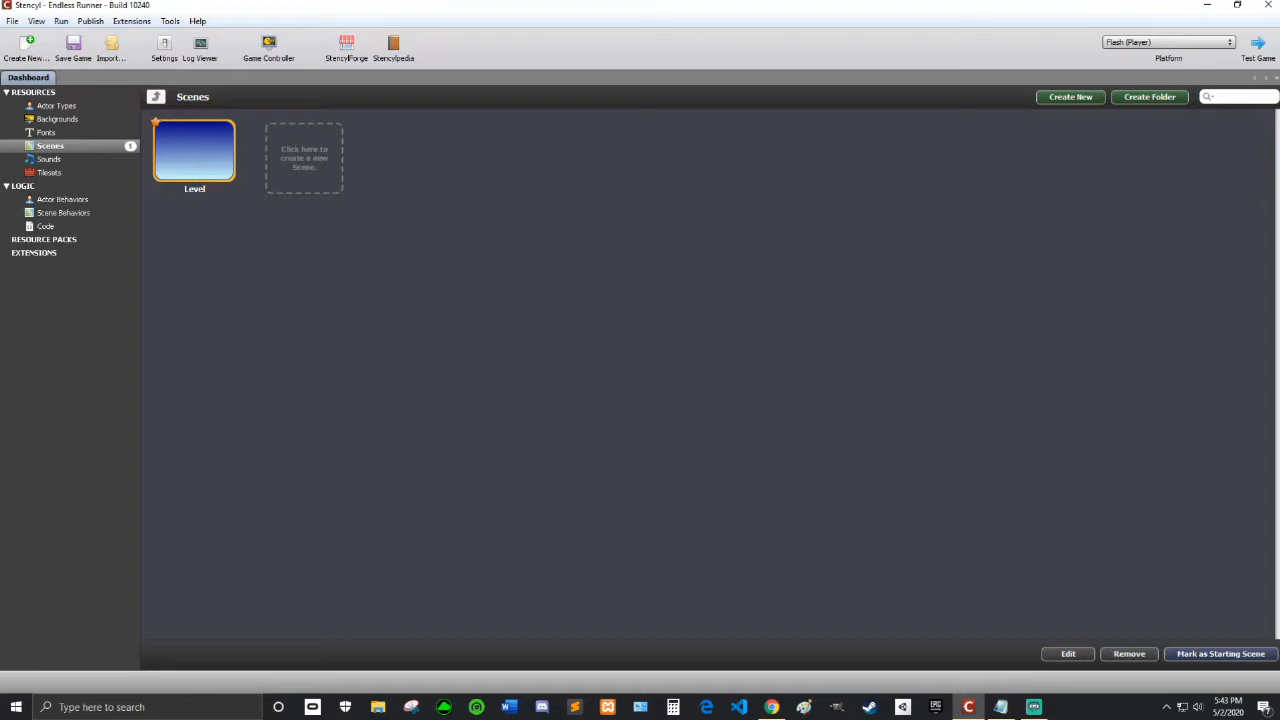 Stencyl - Endless Runner - Build 10240
File View Run Publish Extensions Tools Help
Create New... Save Game Import... Settings Log Viewer Game Controller StencylForge Stencylpedia Flash (Player) Platform Test Game
Dashboard
RESOURCES
Actor Types
Backgrounds
Fonts
Scenes 1
Sounds
Tilesets
LOGIC
Actor Behaviors
Scene Behaviors
Code
RESOURCE PACKS
EXTENSIONS
Scenes Create New Create Folder
Click here to
create a new
Scene.
Level
Edit Remove Mark as Starting Scene
Type here to search
EPIC
5:43 PM
5/2/2020